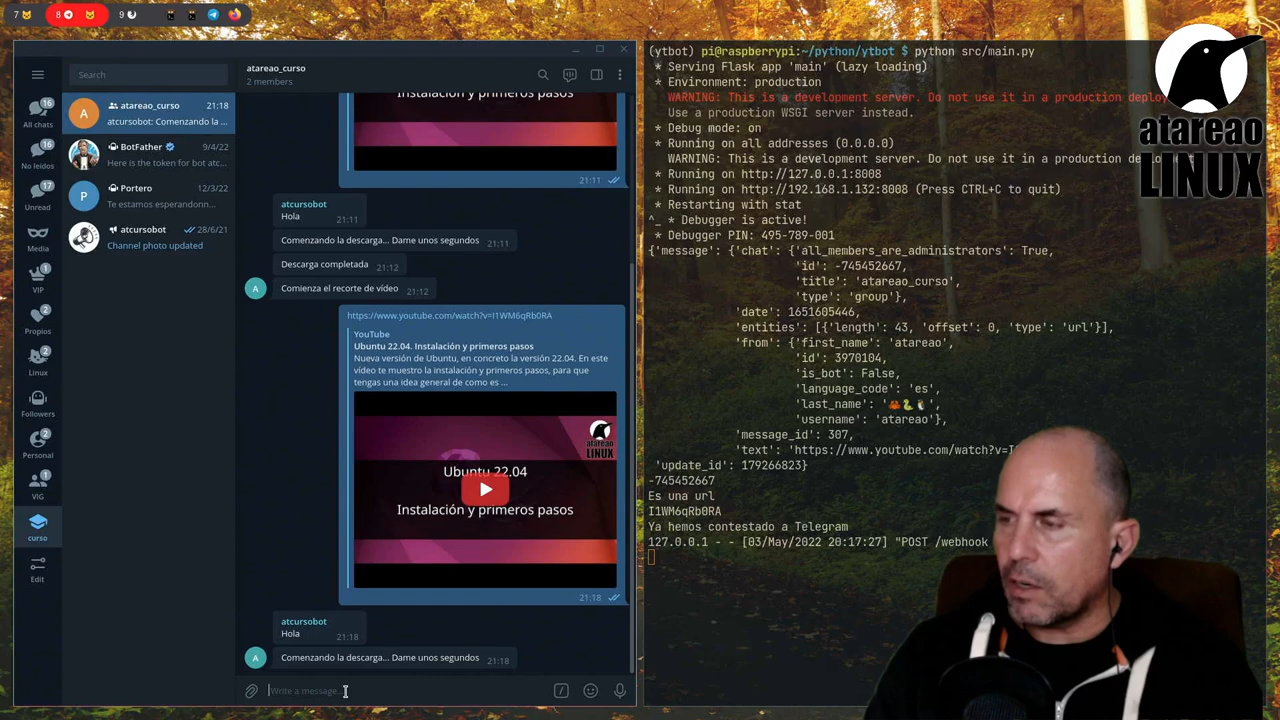 7
8
9
Search
All chats
16
No leídos
16
Unread
17
Media
VIP
1
Propios
2
Linux
Followers
Personal
2
VIG
1
curso
Edit
A
atareao_curso
21:18
atcursobot: Comenzando la ...
BotFather
9/4/22
Here is the token for bot atc...
P
Portero
12/3/22
Te estamos esperandonn...
atcursobot
28/6/21
Channel photo updated
atareao_curso
2 members
Instalación y primeros pasos
21:11
atcursobot
Hola
21:11
Comenzando la descarga... Dame unos segundos
21:11
Descarga completada
21:12
A
Comienza el recorte de vídeo
21:12
https://www.youtube.com/watch?v=I1WM6qRb0RA
YouTube
Ubuntu 22.04. Instalación y primeros pasos
Nueva versión de Ubuntu, en concreto la versión 22.04. En este
vídeo te muestro la instalación y primeros pasos, para que
tengas una idea general de como es ...
atareao
LINUX
Ubuntu 22.04
Instalación y primeros pasos
21:18
atcursobot
Hola
21:18
A
Comenzando la descarga... Dame unos segundos
21:18
Write a message...
(ytbot) pi@raspberrypi:~/python/ytbot $ python src/main.py
* Serving Flask app 'main' (lazy loading)
* Environment: production
WARNING: This is a development server. Do not use it in a production deploy
Use a production WSGI server instead.
* Debug mode: on
* Running on all addresses (0.0.0.0)
WARNING: This is a development server. Do not use it in a production
* Running on http://127.0.0.1:8008
* Running on http://192.168.1.132:8008 (Press CTRL+C to quit)
* Restarting with stat
^_ * Debugger is active!
* Debugger PIN: 495-789-001
{'message': {'chat': {'all_members_are_administrators': True,
'id': -745452667,
'title': 'atareao_curso',
'type': 'group'},
'date': 1651605446,
'entities': [{'length': 43, 'offset': 0, 'type': 'url'}],
'from': {'first_name': 'atareao',
'id': 3970104,
'is_bot': False,
'language_code': 'es',
'last_name': '🦀🐍🐧',
'username': 'atareao'},
'message_id': 307,
'text': 'https://www.youtube.com/watch?v=I
'update_id': 179266823}
-745452667
Es una url
I1WM6qRb0RA
Ya hemos contestado a Telegram
127.0.0.1 - - [03/May/2022 20:17:27] "POST /webhook
atareao
LINUX